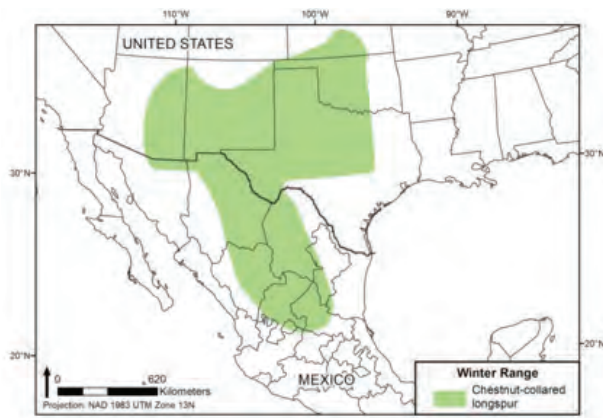 110°W 100°W 90°W
UNITED STATES
30°N 30°N
20°N 20°N
MEXICO
0 620
Kilometers
Projection: NAD 1983 UTM Zone 13N
Winter Range
Chestnut-collared
longspur